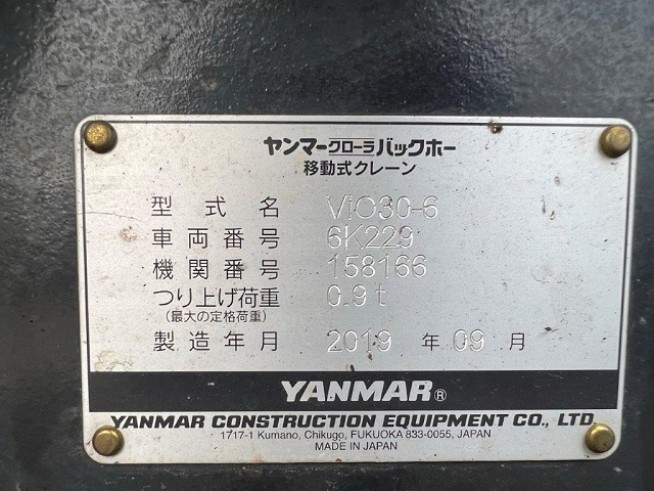 ヤンマークローラバックホー
移動式クレーン
型式名 ViO30-6
車両番号 6K229
機関番号 158166
つり上げ荷重 0.9t
(最大の定格荷重)
製造年月 2019 年 09 月
YANMAR®
YANMAR CONSTRUCTION EQUIPMENT CO., LTD.
1717-1 Kumano, Chikugo, FUKUOKA 833-0055, JAPAN
MADE IN JAPAN